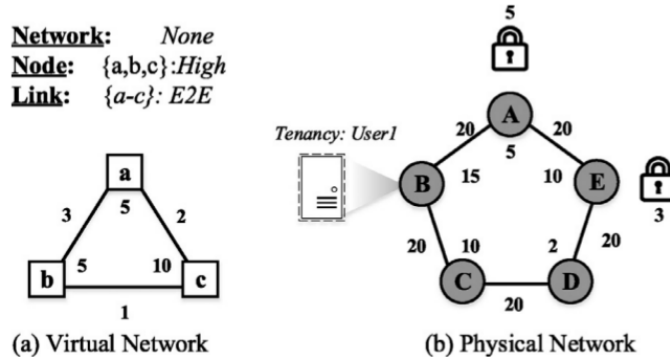 Network: None
Node: {a,b,c}:High
Link: {a-c}: E2E
a
5
3
2
b
5
10
c
1
(a) Virtual Network
5
A
20
20
5
Tenancy: User1
B
15
10
E
3
20
10
2
20
C
D
20
(b) Physical Network